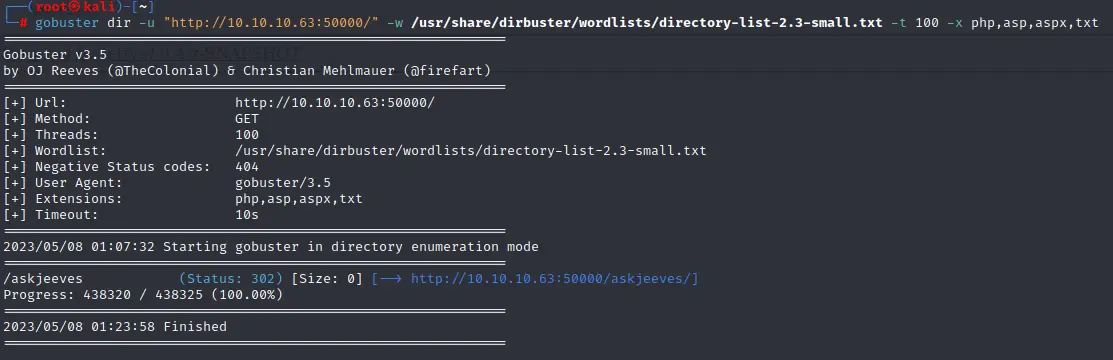 ┌──(root㉿kali)-[~]
└─# gobuster dir -u "http://10.10.10.63:50000/" -w /usr/share/dirbuster/wordlists/directory-list-2.3-small.txt -t 100 -x php,asp,aspx,txt
===============================================================
Gobuster v3.5
by OJ Reeves (@TheColonial) & Christian Mehlmauer (@firefart)
===============================================================
[+] Url:                     http://10.10.10.63:50000/
[+] Method:                  GET
[+] Threads:                 100
[+] Wordlist:                /usr/share/dirbuster/wordlists/directory-list-2.3-small.txt
[+] Negative Status codes:   404
[+] User Agent:              gobuster/3.5
[+] Extensions:              php,asp,aspx,txt
[+] Timeout:                 10s
===============================================================
2023/05/08 01:07:32 Starting gobuster in directory enumeration mode
===============================================================
/askjeeves            (Status: 302) [Size: 0] [--> http://10.10.10.63:50000/askjeeves/]
Progress: 438320 / 438325 (100.00%)
===============================================================
2023/05/08 01:23:58 Finished
===============================================================